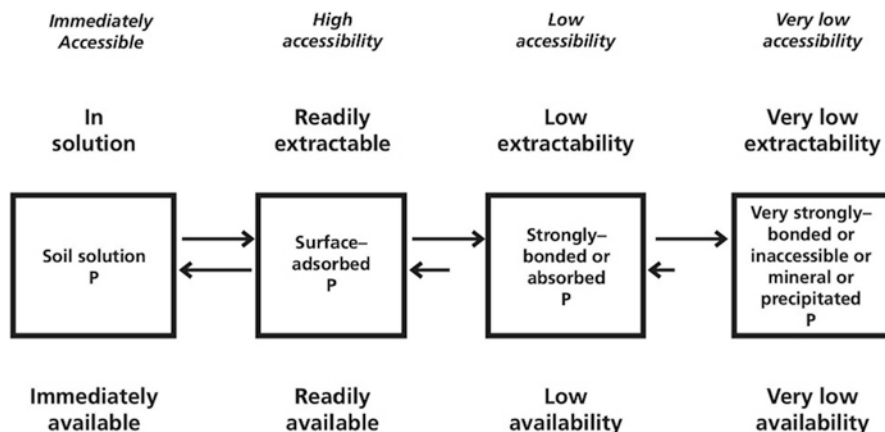 Immediately
Accessible
High
accessibility
Low
accessibility
Very low
accessibility
In
solution
Readily
extractable
Low
extractability
Very low
extractability
Soil solution
P
Surface–
adsorbed
P
Strongly–
bonded or
absorbed
P
Very strongly–
bonded or
inaccessible or
mineral or
precipitated
P
Immediately
available
Readily
available
Low
availability
Very low
availability